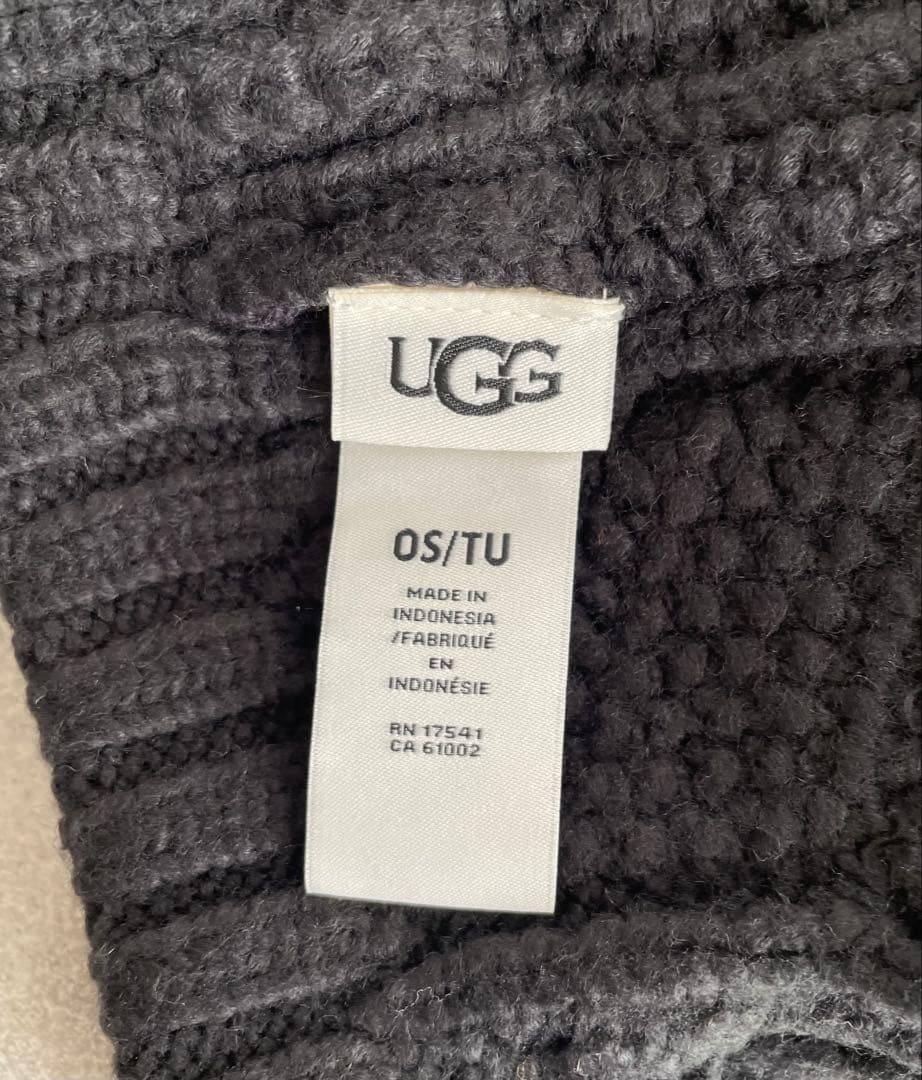 UGG
OS/TU
MADE IN
INDONESIA
/FABRIQUÉ
EN
INDONÉSIE
RN 17541
CA 61002